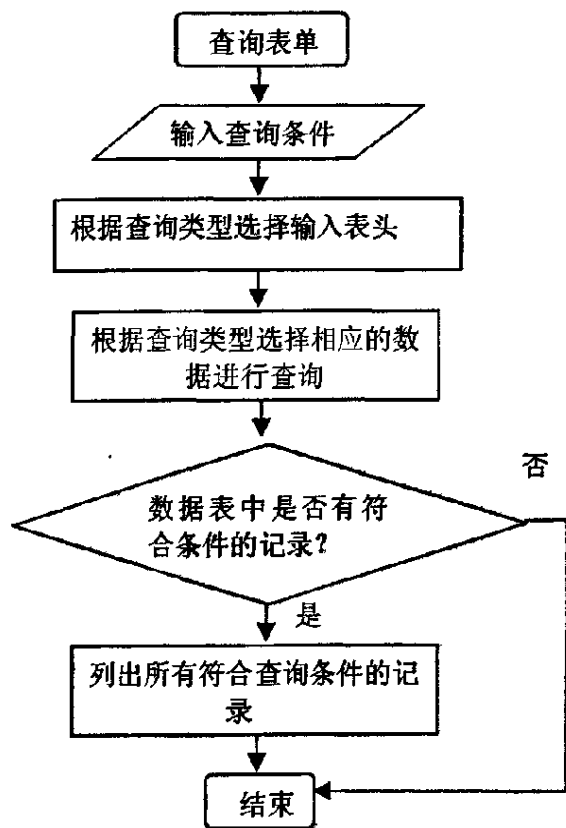 查询表单
输入查询条件
根据查询类型选择输入表头
根据查询类型选择相应的数
据进行查询
否
数据表中是否有符
合条件的记录?
是
列出所有符合查询条件的记
录
结束